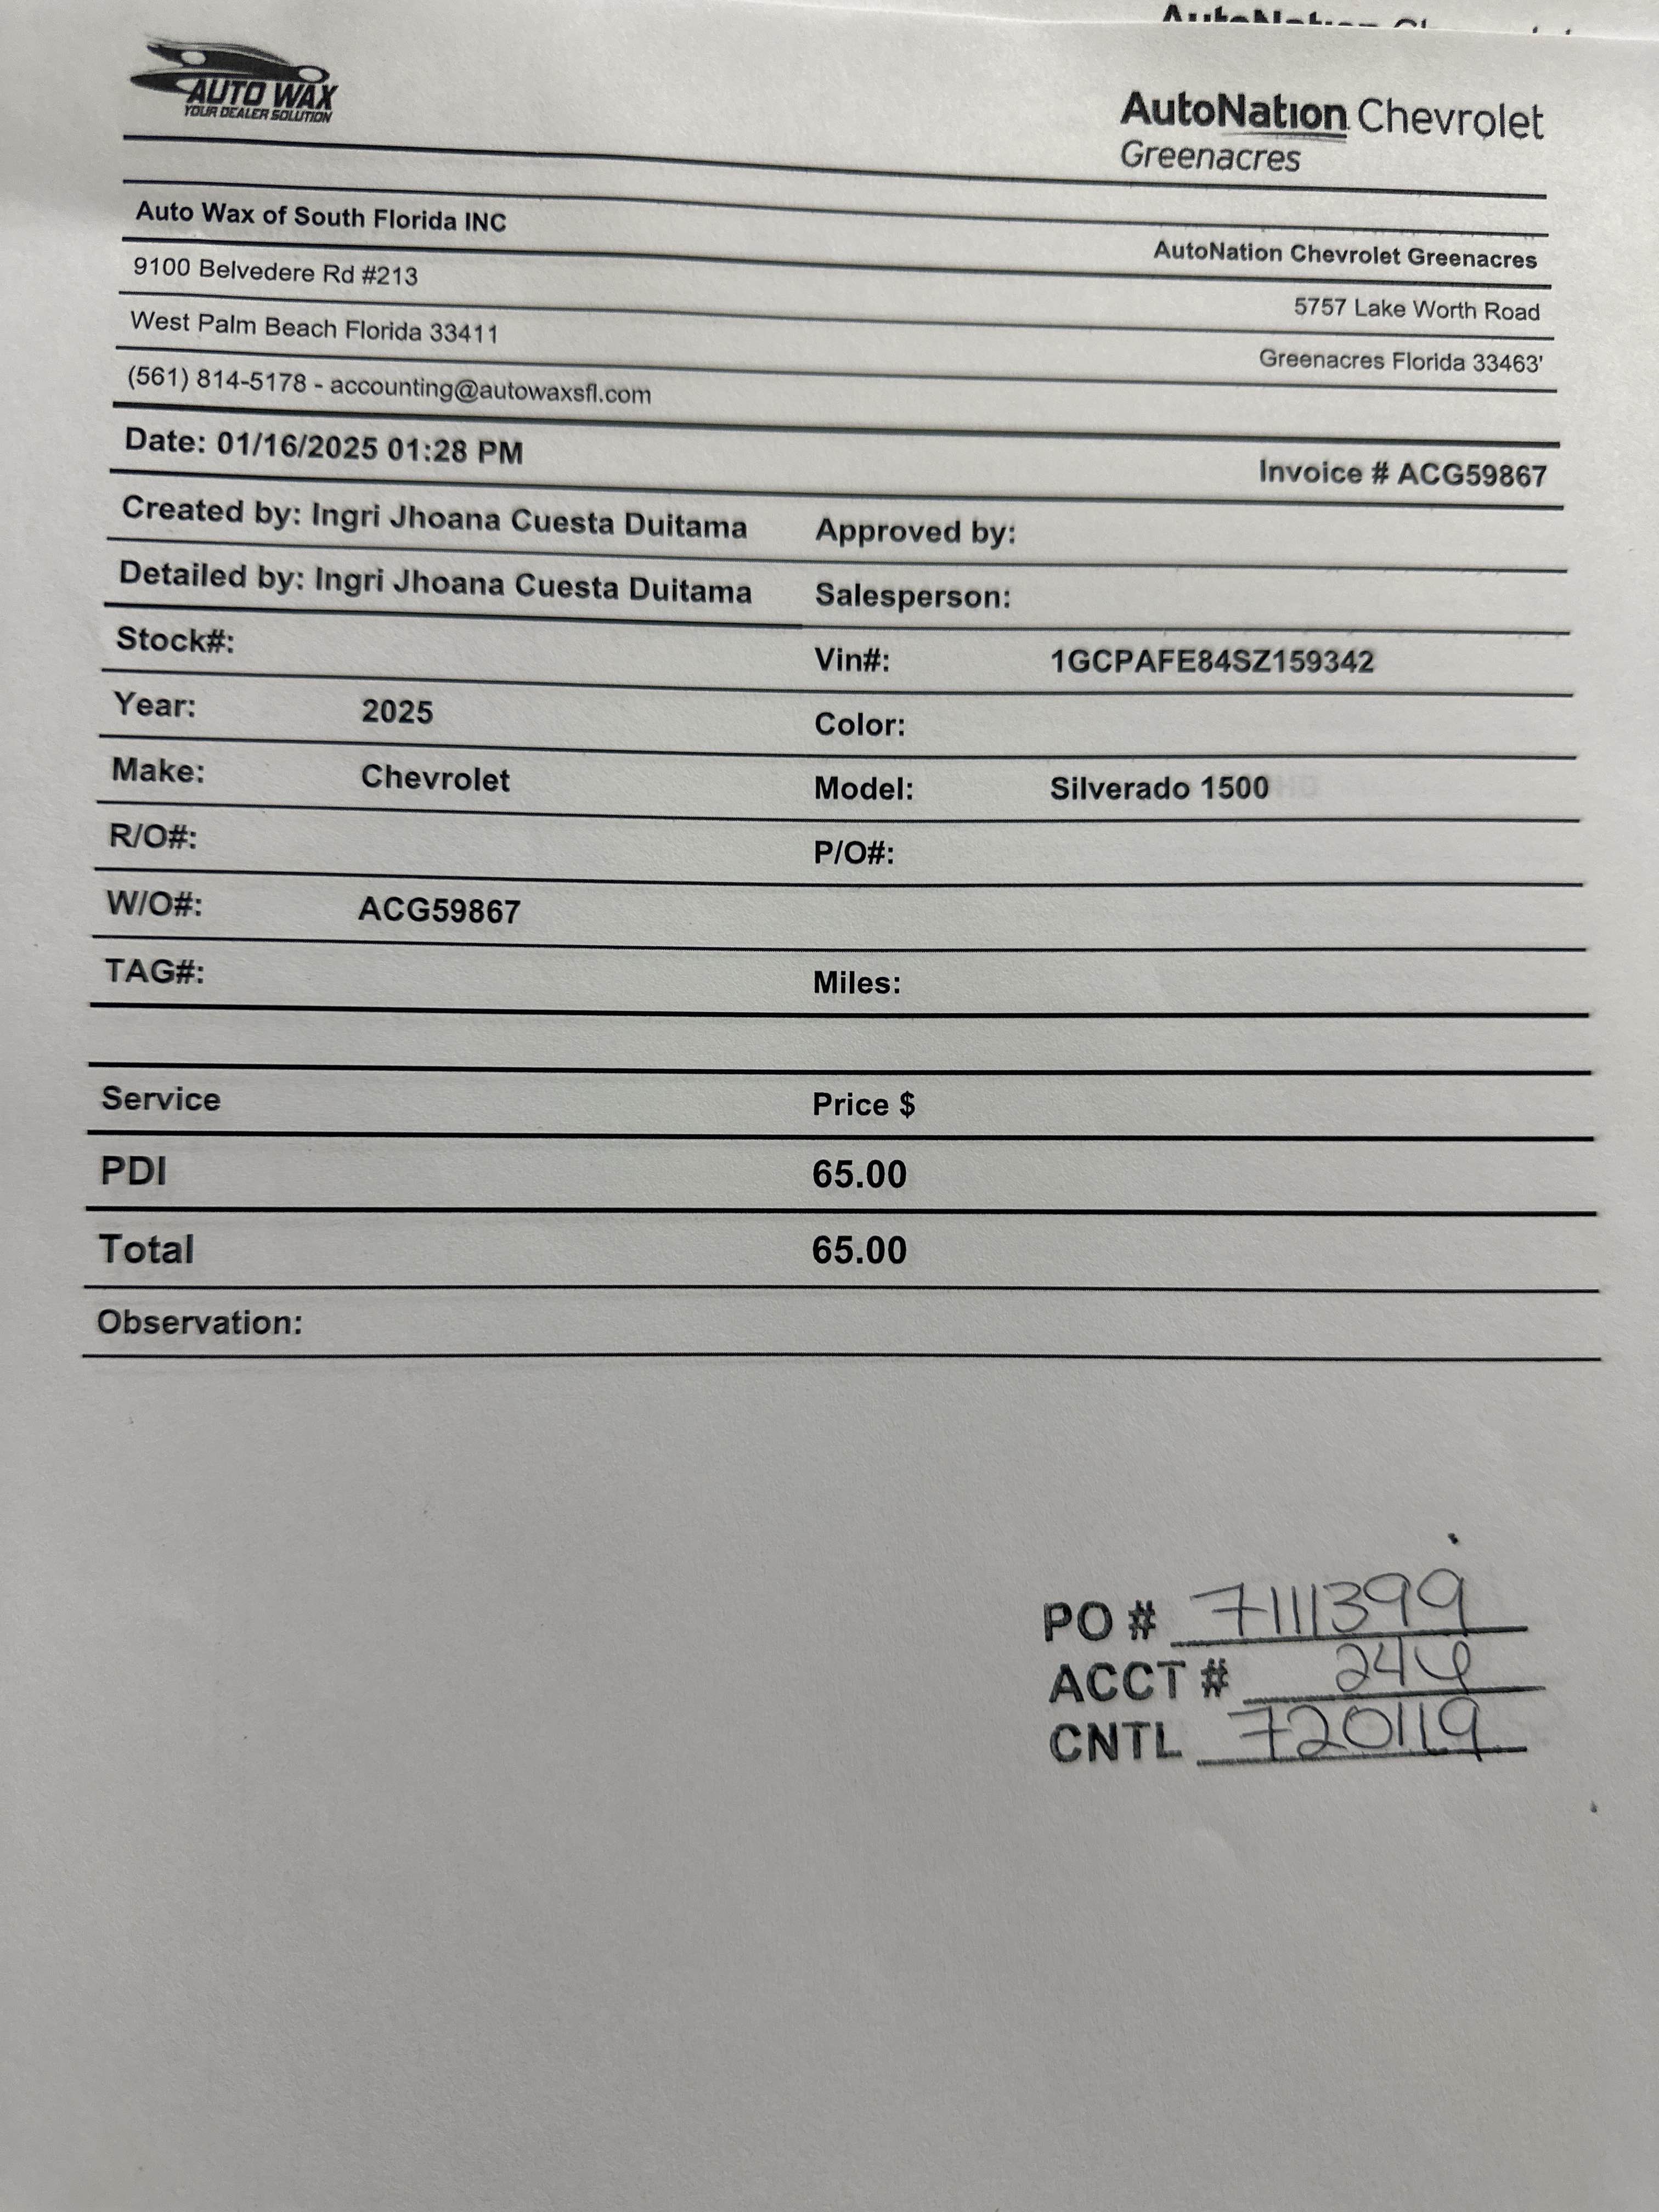 AUTO WAX
YOUR DEALER SOLUTION
AutoNation Chevrolet
Greenacres
Auto Wax of South Florida INC
AutoNation Chevrolet Greenacres
9100 Belvedere Rd #213
5757 Lake Worth Road
West Palm Beach Florida 33411
Greenacres Florida 33463'
(561) 814-5178 - accounting@autowaxsfl.com
Date: 01/16/2025 01:28 PM
Invoice # ACG59867
Created by: Ingri Jhoana Cuesta Duitama Approved by:
Detailed by: Ingri Jhoana Cuesta Duitama Salesperson:
Stock#: Vin#: 1GCPAFE84SZ159342
Year: 2025 Color:
Make: Chevrolet Model: Silverado 1500
R/O#: P/O#:
W/O#: ACG59867
TAG#: Miles:
Service Price $
PDI 65.00
Total 65.00
Observation:
PO # 7111399
ACCT #
CNTL 720119